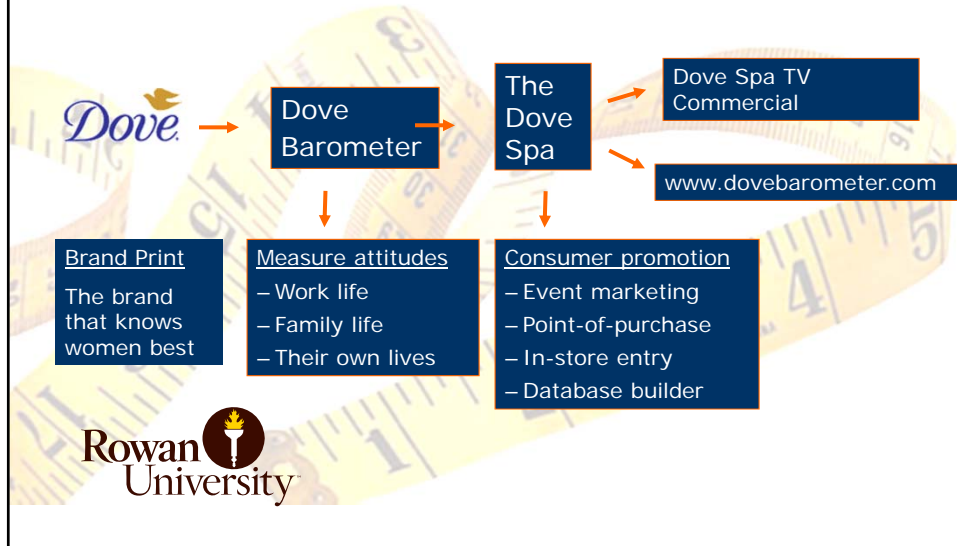 Dove
Dove
Barometer
The
Dove
Spa
Dove Spa TV
Commercial
www.dovebarometer.com
Brand Print
The brand
that knows
women best
Measure attitudes
– Work life
– Family life
– Their own lives
Consumer promotion
– Event marketing
– Point-of-purchase
– In-store entry
– Database builder
Rowan
University